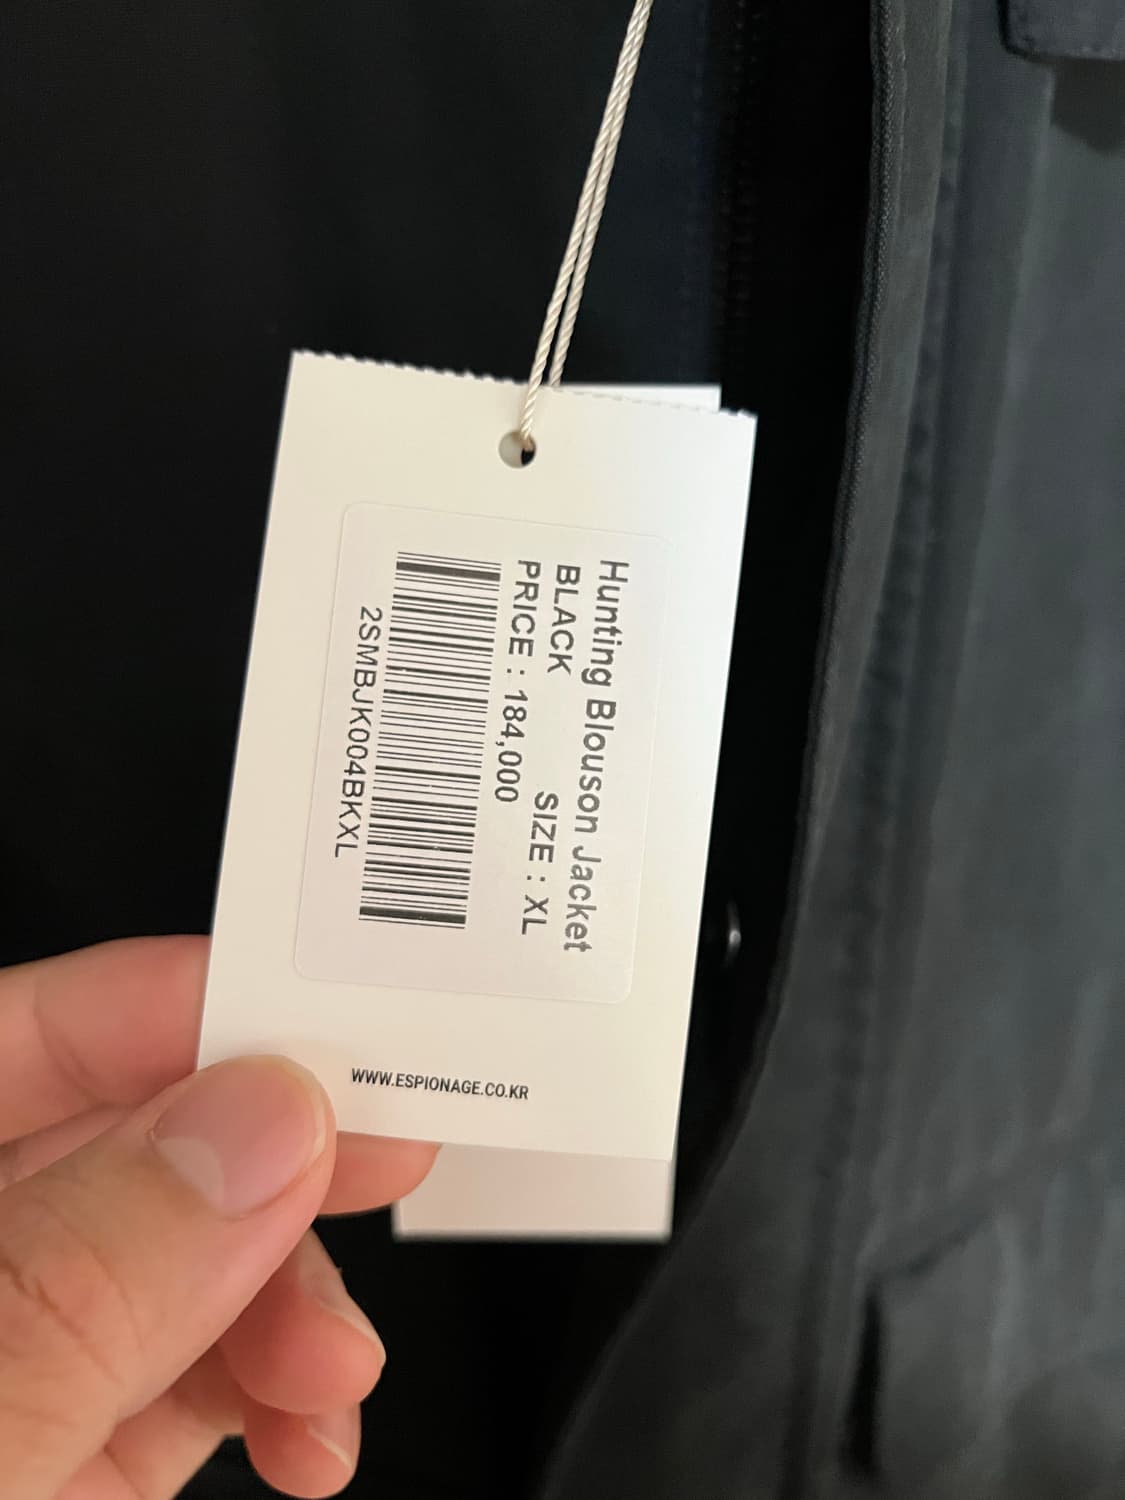 Hunting Blouson Jacket
BLACK SIZE : XL
PRICE : 184,000
2SMBJK004BKXL
WWW.ESPIONAGE.CO.KR